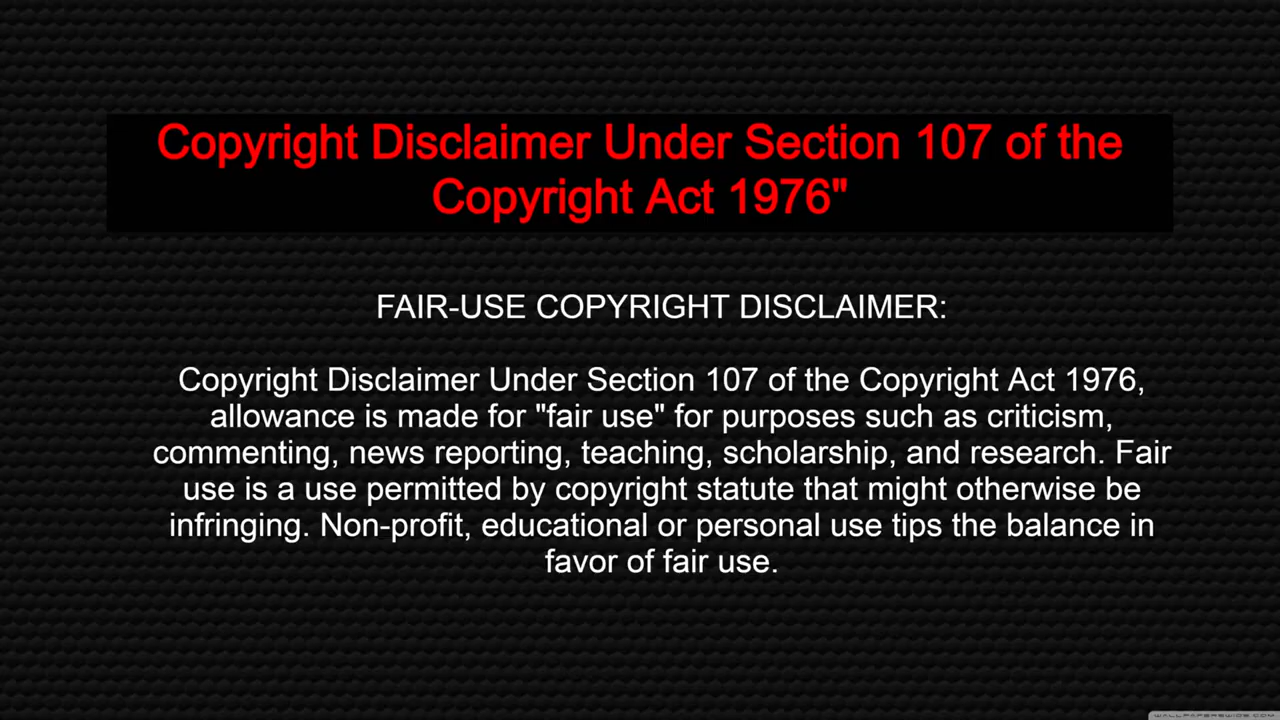 Copyright Disclaimer Under Section 107 of the
Copyright Act 1976"
FAIR-USE COPYRIGHT DISCLAIMER:
Copyright Disclaimer Under Section 107 of the Copyright Act 1976,
allowance is made for "fair use" for purposes such as criticism,
commenting, news reporting, teaching, scholarship, and research. Fair
use is a use permitted by copyright statute that might otherwise be
infringing. Non-profit, educational or personal use tips the balance in
favor of fair use.
WALLPAPERSWIDE.COM